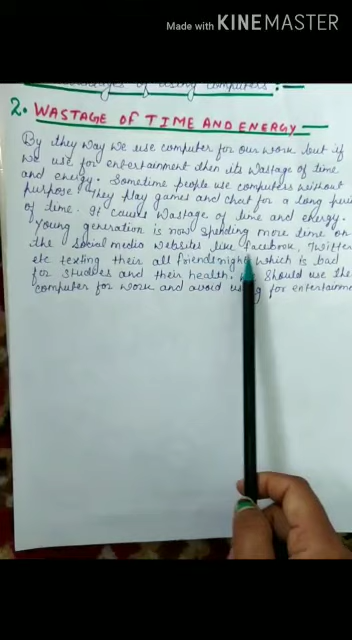 Made with KINEMASTER
of using computers:-
2. WASTAGE OF TIME AND ENERGY
By they way we use computer for our work but if
we use for entertainment then its wastage of time
and energy. Sometime people use computers without
purpose. They play games and chat for a long
of time. It causes wastage of time and energy.
Young generation is now spending more time on
the social media websites like facebook, Twitter
etc texting their all friends night which is bad
for studies and their health. Should use the
computer for work and avoid for